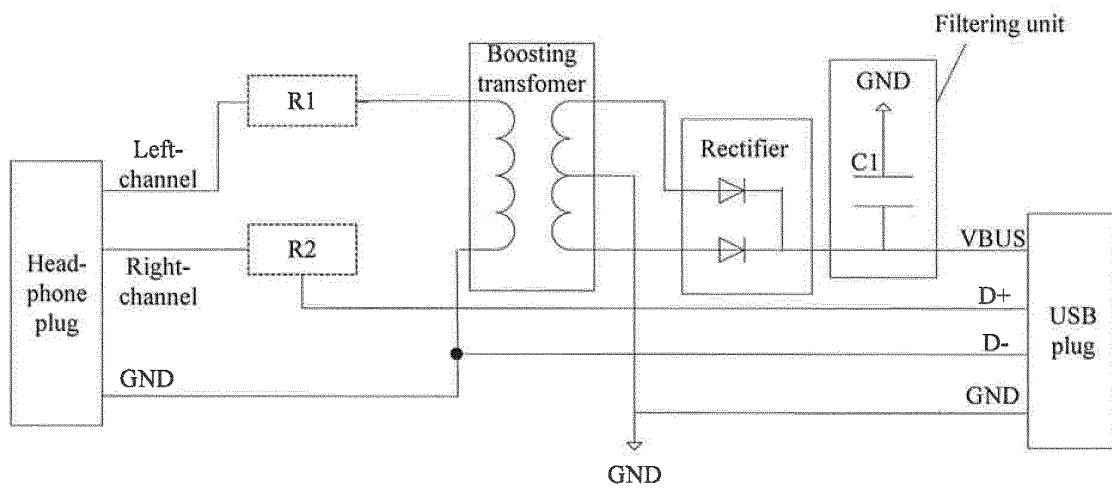 Filtering unit
Boosting
transfomer
GND
R1
Left-
channel
Rectifier
C1
R2
Right-
channel
Head-
phone
plug
VBUS
D+
USB
plug
D-
GND
GND
GND